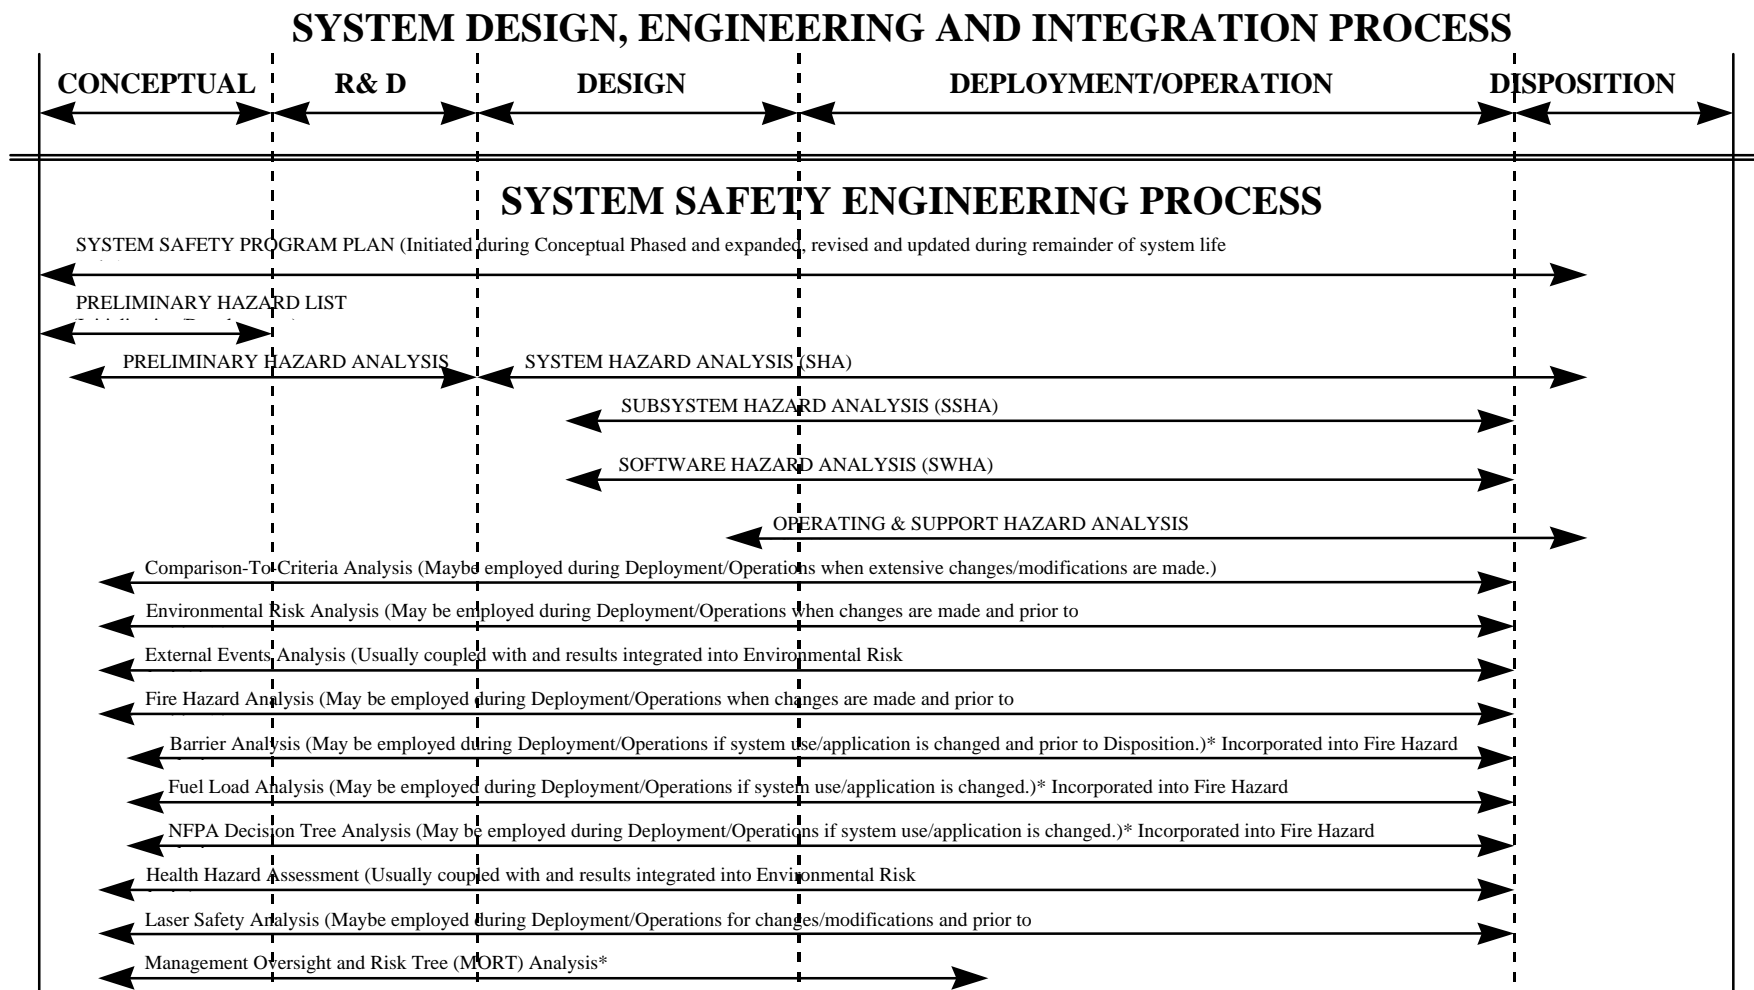 SYSTEM DESIGN, ENGINEERING AND INTEGRATION PROCESS
CONCEPTUAL
R& D
DESIGN
DEPLOYMENT/OPERATION
DISPOSITION
SYSTEM SAFETY ENGINEERING PROCESS
SYSTEM SAFETY PROGRAM PLAN (Initiated during Conceptual Phased and expanded, revised and updated during remainder of system life
PRELIMINARY HAZARD LIST
PRELIMINARY HAZARD ANALYSIS
SYSTEM HAZARD ANALYSIS (SHA)
SUBSYSTEM HAZARD ANALYSIS (SSHA)
SOFTWARE HAZARD ANALYSIS (SWHA)
OPERATING & SUPPORT HAZARD ANALYSIS
Comparison-To-Criteria Analysis (Maybe employed during Deployment/Operations when extensive changes/modifications are made.)
Environmental Risk Analysis (May be employed during Deployment/Operations when changes are made and prior to
External Events Analysis (Usually coupled with and results integrated into Environmental Risk
Fire Hazard Analysis (May be employed during Deployment/Operations when changes are made and prior to
Barrier Analysis (May be employed during Deployment/Operations if system use/application is changed and prior to Disposition.)* Incorporated into Fire Hazard
Fuel Load Analysis (May be employed during Deployment/Operations if system use/application is changed.)* Incorporated into Fire Hazard
NFPA Decision Tree Analysis (May be employed during Deployment/Operations if system use/application is changed.)* Incorporated into Fire Hazard
Health Hazard Assessment (Usually coupled with and results integrated into Environmental Risk
Laser Safety Analysis (Maybe employed during Deployment/Operations for changes/modifications and prior to
Management Oversight and Risk Tree (MORT) Analysis*